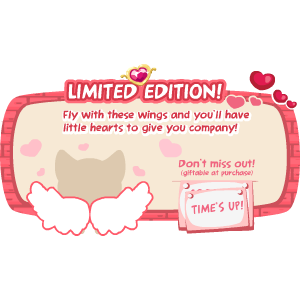 LIMITED EDITION!
Fly with these wings and you'll have
little hearts to give you company!
Don't miss out!
(giftable at purchase)
TIME'S UP!